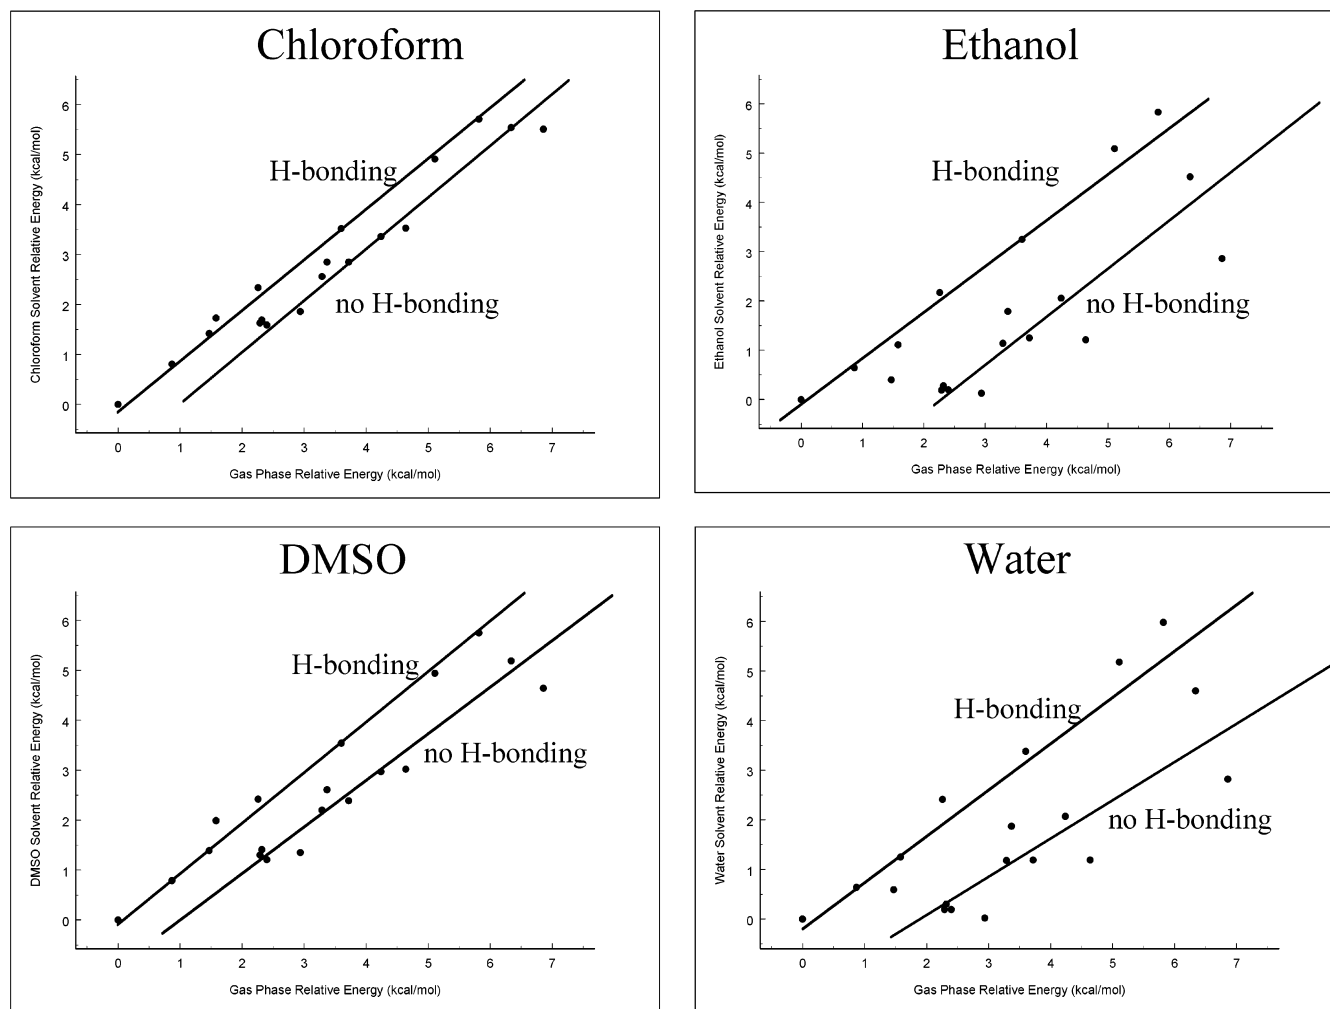 Chloroform
Chloroform Solvent Relative Energy (kcal/mol)
6
5
4
3
2
1
0
H-bonding
no H-bonding
0 1 2 3 4 5 6 7
Gas Phase Relative Energy (kcal/mol)
Ethanol
Ethanol Solvent Relative Energy (kcal/mol)
6
5
4
3
2
1
0
H-bonding
no H-bonding
0 1 2 3 4 5 6 7
Gas Phase Relative Energy (kcal/mol)
DMSO
DMSO Solvent Relative Energy (kcal/mol)
6
5
4
3
2
1
0
H-bonding
no H-bonding
0 1 2 3 4 5 6 7
Gas Phase Relative Energy (kcal/mol)
Water
Water Solvent Relative Energy (kcal/mol)
6
5
4
3
2
1
0
H-bonding
no H-bonding
0 1 2 3 4 5 6 7
Gas Phase Relative Energy (kcal/mol)